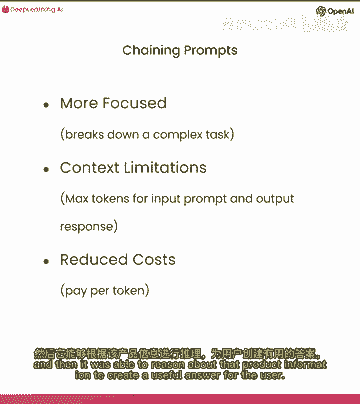 DeepLearning.AI
OpenAI
Chaining Prompts
• More Focused
(breaks down a complex task)
• Context Limitations
(Max tokens for input prompt and output
response)
• Reduced Costs
(pay per token)
然后它能够根据该产品信息进行推理，为用户创建有用的答案。
and then it was able to reason about that product informat
ion to create a useful answer for the user.